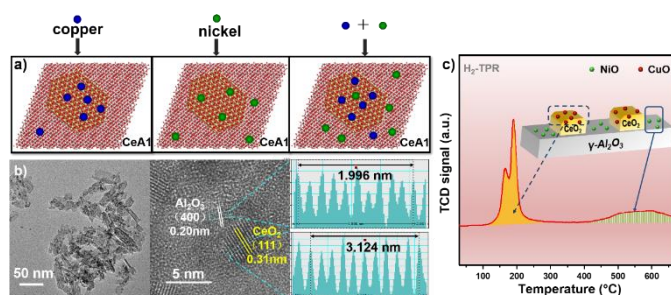 copper
nickel
+
a)
CeA1
CeA1
CeA1
b)
50 nm
Al₂O₃
(400)
0.20nm
CeO₂
(111)
0.31nm
5 nm
1.996 nm
3.124 nm
c)
H₂-TPR
NiO
CuO
CeO₂
CeO₂
γ-Al₂O₃
TCD signal (a.u.)
100 200 300 400 500 600
Temperature (°C)